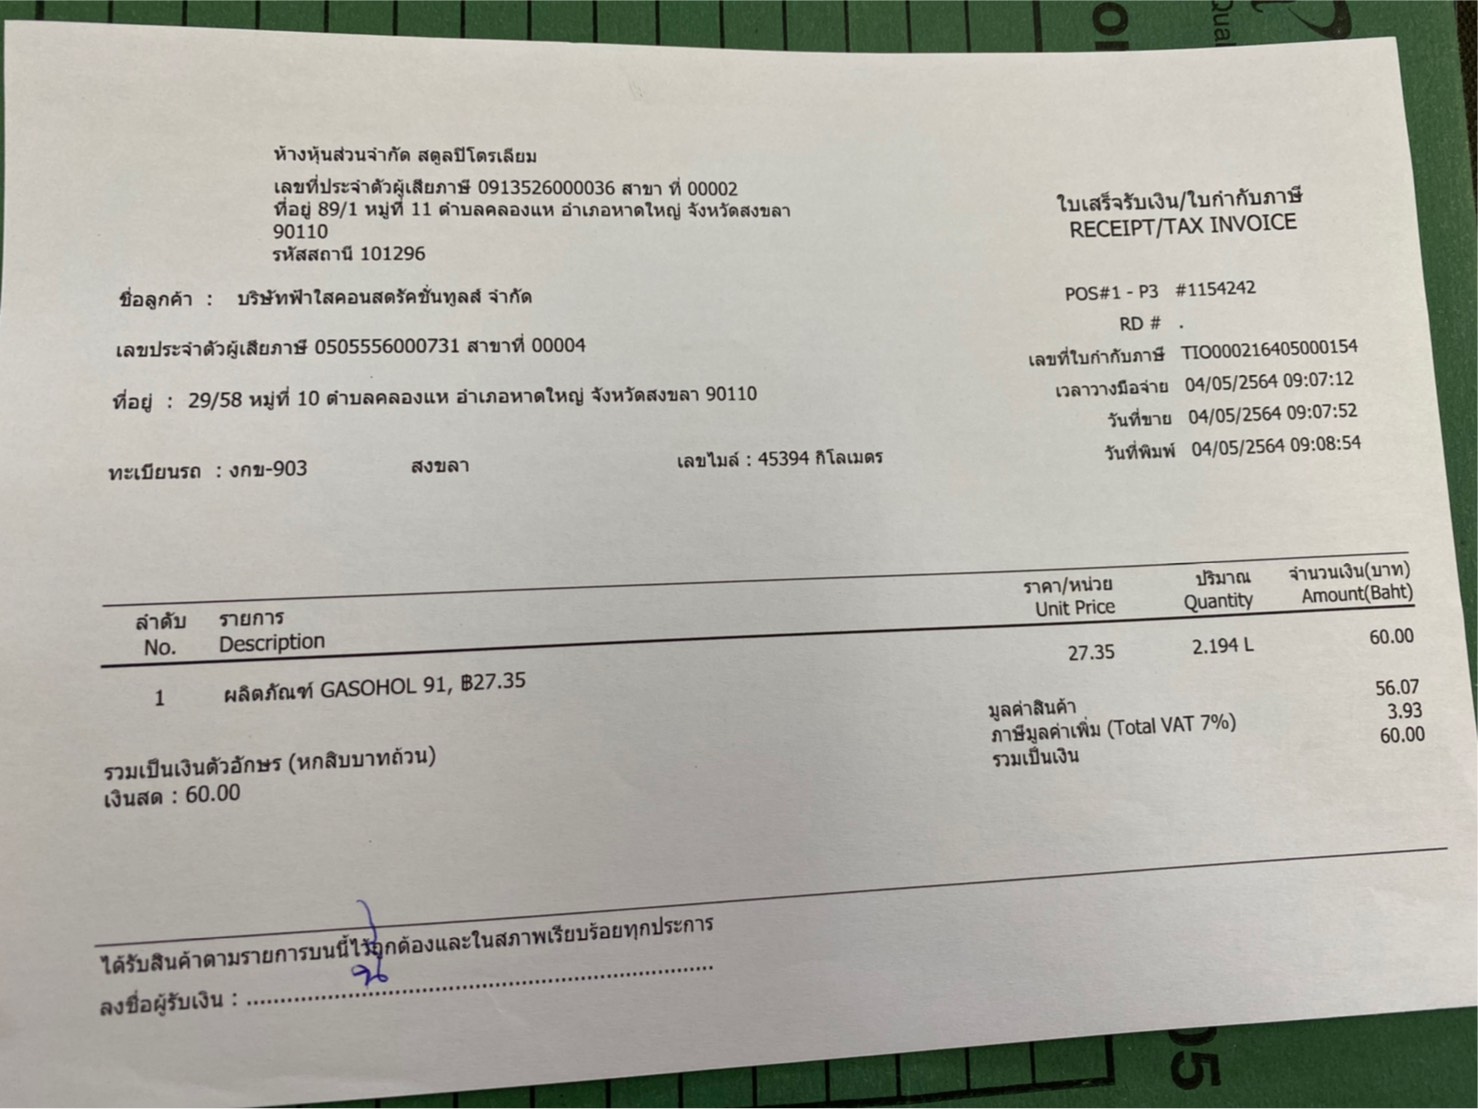 ห้างหุ้นส่วนจำกัด สตูลปิโตรเลียม
เลขที่ประจำตัวผู้เสียภาษี 0913526000036 สาขา ที่ 00002
ที่อยู่ 89/1 หมู่ที่ 11 ตำบลคลองแห อำเภอหาดใหญ่ จังหวัดสงขลา
90110
รหัสสถานี 101296
ใบเสร็จรับเงิน/ใบกำกับภาษี
RECEIPT/TAX INVOICE
ชื่อลูกค้า : บริษัทฟ้าใสคอนสตรัคชั่นทูลส์ จำกัด
เลขประจำตัวผู้เสียภาษี 0505556000731 สาขาที่ 00004
ที่อยู่ : 29/58 หมู่ที่ 10 ตำบลคลองแห อำเภอหาดใหญ่ จังหวัดสงขลา 90110
ทะเบียนรถ : งกข-903 สงขลา เลขไมล์ : 45394 กิโลเมตร
POS#1 - P3 #1154242
RD # .
เลขที่ใบกำกับภาษี TIO000216405000154
เวลาวางมือจ่าย 04/05/2564 09:07:12
วันที่ขาย 04/05/2564 09:07:52
วันที่พิมพ์ 04/05/2564 09:08:54
ลำดับ รายการ ราคา/หน่วย ปริมาณ จำนวนเงิน(บาท)
No. Description Unit Price Quantity Amount(Baht)
1 ผลิตภัณฑ์ GASOHOL 91, ฿27.35 27.35 2.194 L 60.00
มูลค่าสินค้า 56.07
ภาษีมูลค่าเพิ่ม (Total VAT 7%) 3.93
รวมเป็นเงิน 60.00
รวมเป็นเงินตัวอักษร (หกสิบบาทถ้วน)
เงินสด : 60.00
ได้รับสินค้าตามรายการบนนี้ไว้ถูกต้องและในสภาพเรียบร้อยทุกประการ
ลงชื่อผู้รับเงิน : ........................................